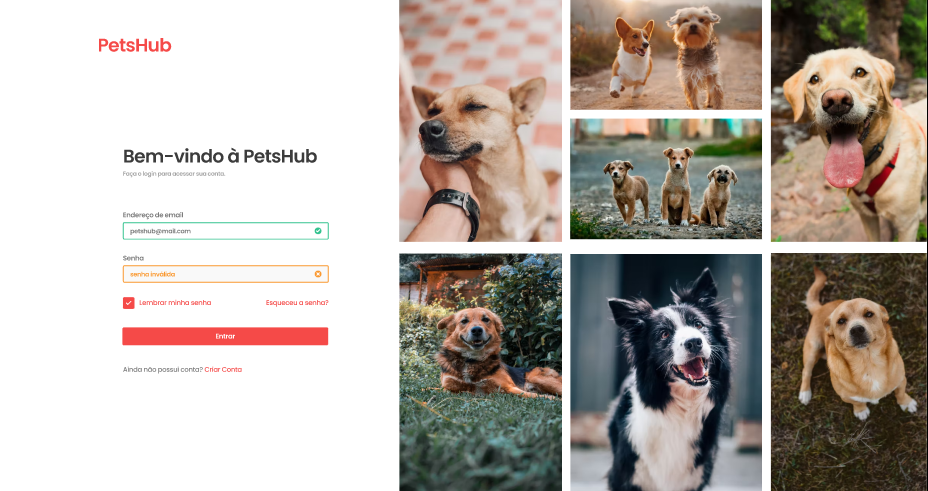 PetsHub
Bem-vindo à PetsHub
Faça o login para acessar sua conta.
Endereço de email
petshub@mail.com
Senha
senha inválida
Lembrar minha senha
Esqueceu a senha?
Entrar
Ainda não possui conta? Criar Conta